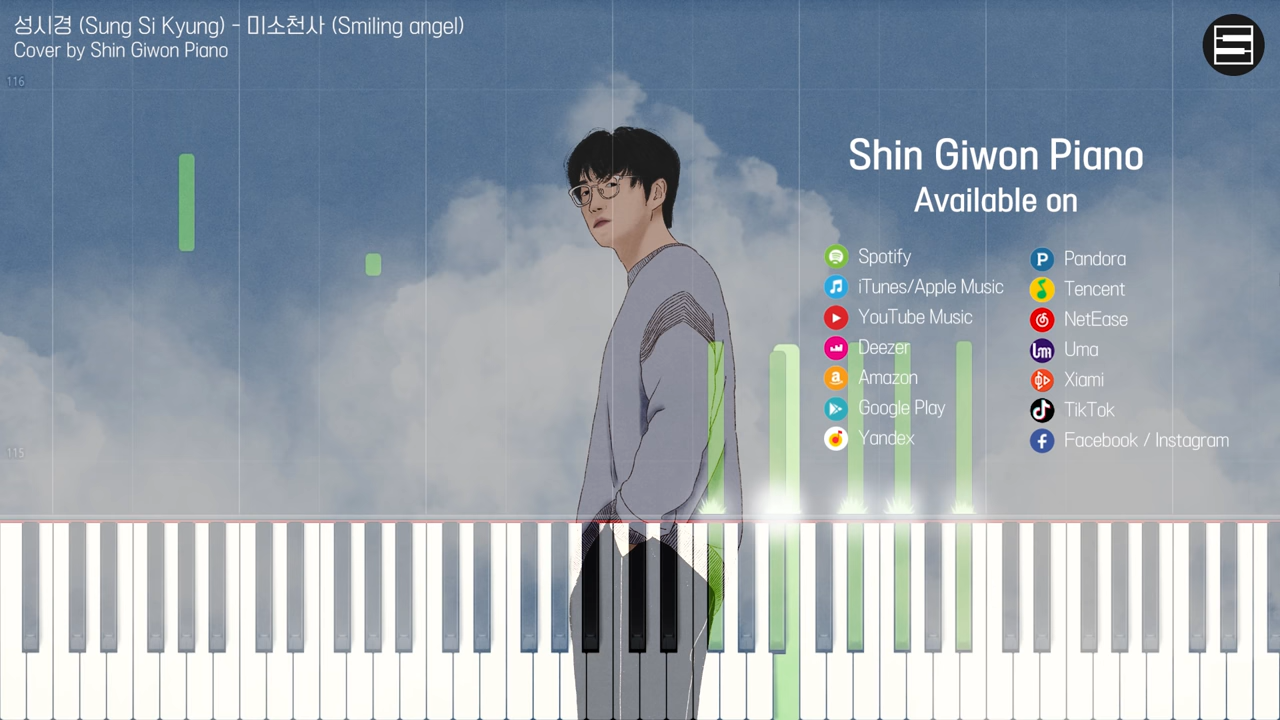 성시경 (Sung Si Kyung) - 미소천사 (Smiling angel)
Cover by Shin Giwon Piano
116
Shin Giwon Piano
Available on
Spotify
iTunes/Apple Music
YouTube Music
Deezer
Amazon
Google Play
Yandex
Pandora
Tencent
NetEase
Uma
Xiami
TikTok
Facebook / Instagram
115